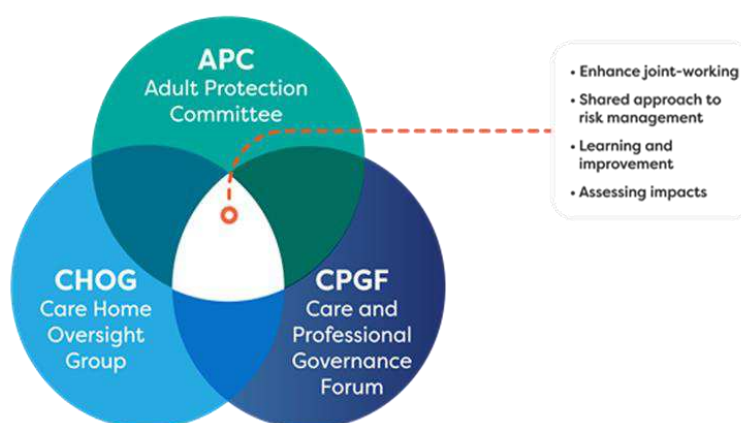 APC
Adult Protection
Committee
• Enhance joint-working
• Shared approach to
risk management
• Learning and
improvement
• Assessing impacts
CHOG
Care Home
Oversight
Group
CPGF
Care and
Professional
Governance
Forum